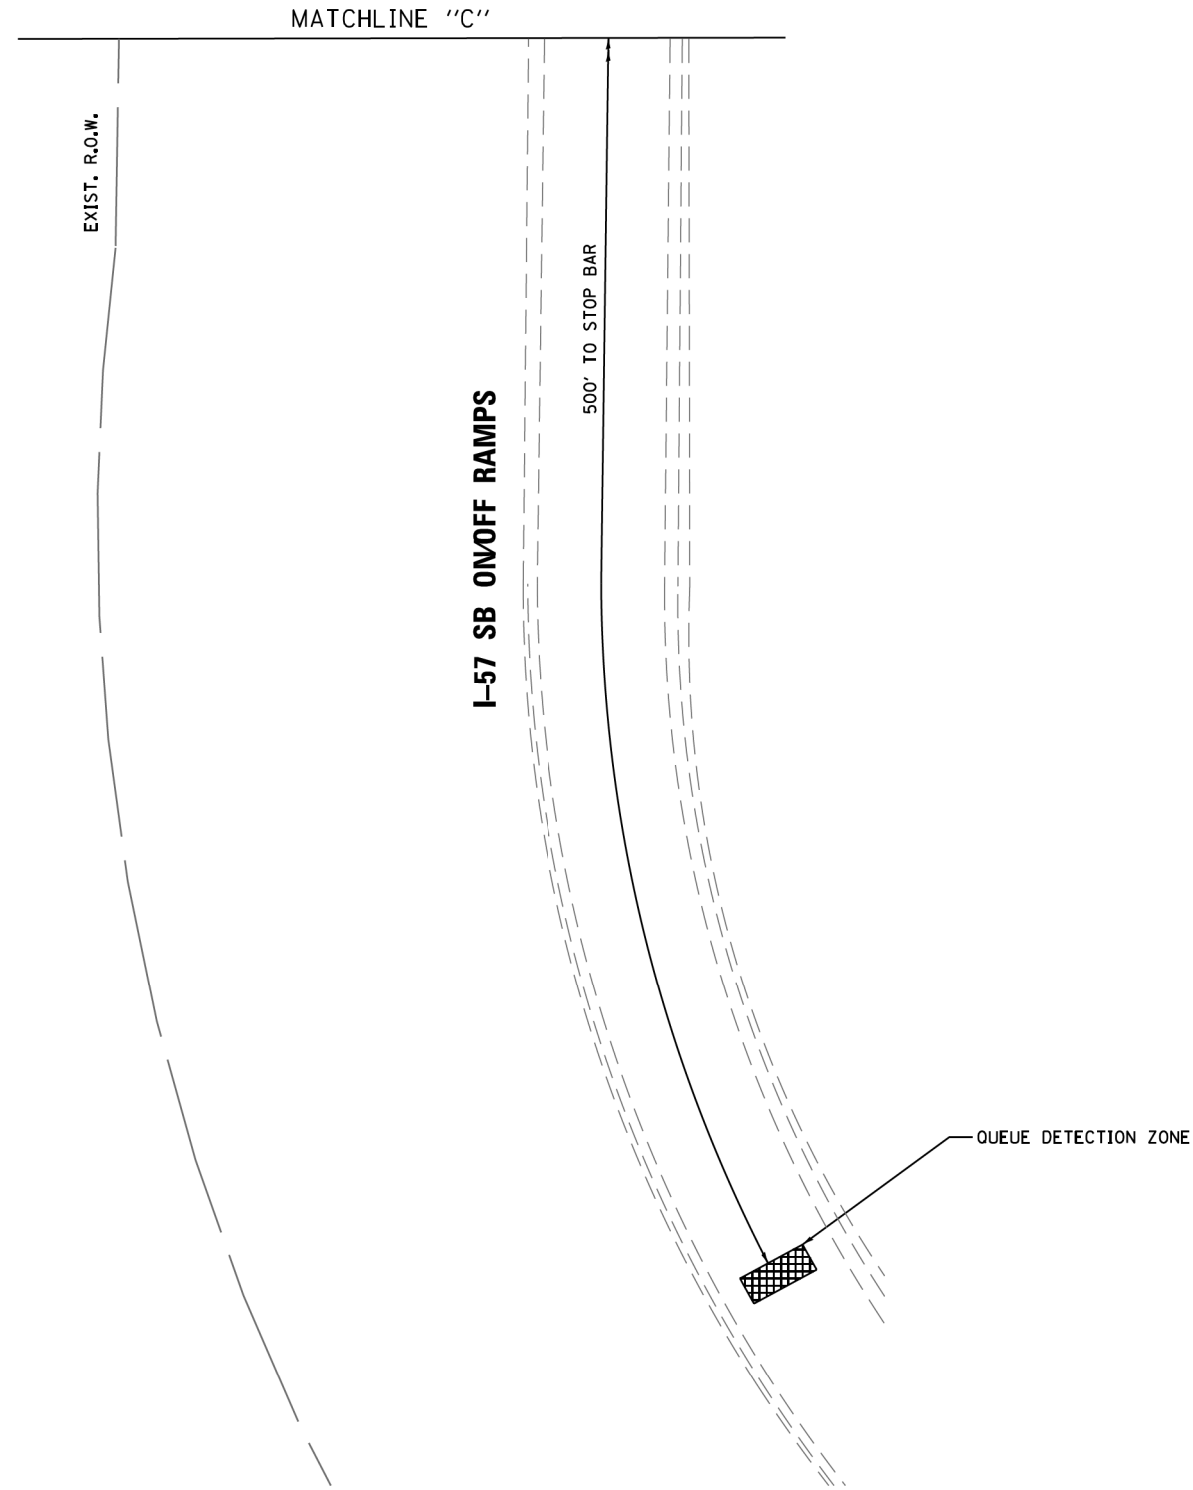 MATCHLINE "C"
EXIST. R.O.W.
500' TO STOP BAR
I-57 SB ON/OFF RAMPS
QUEUE DETECTION ZONE